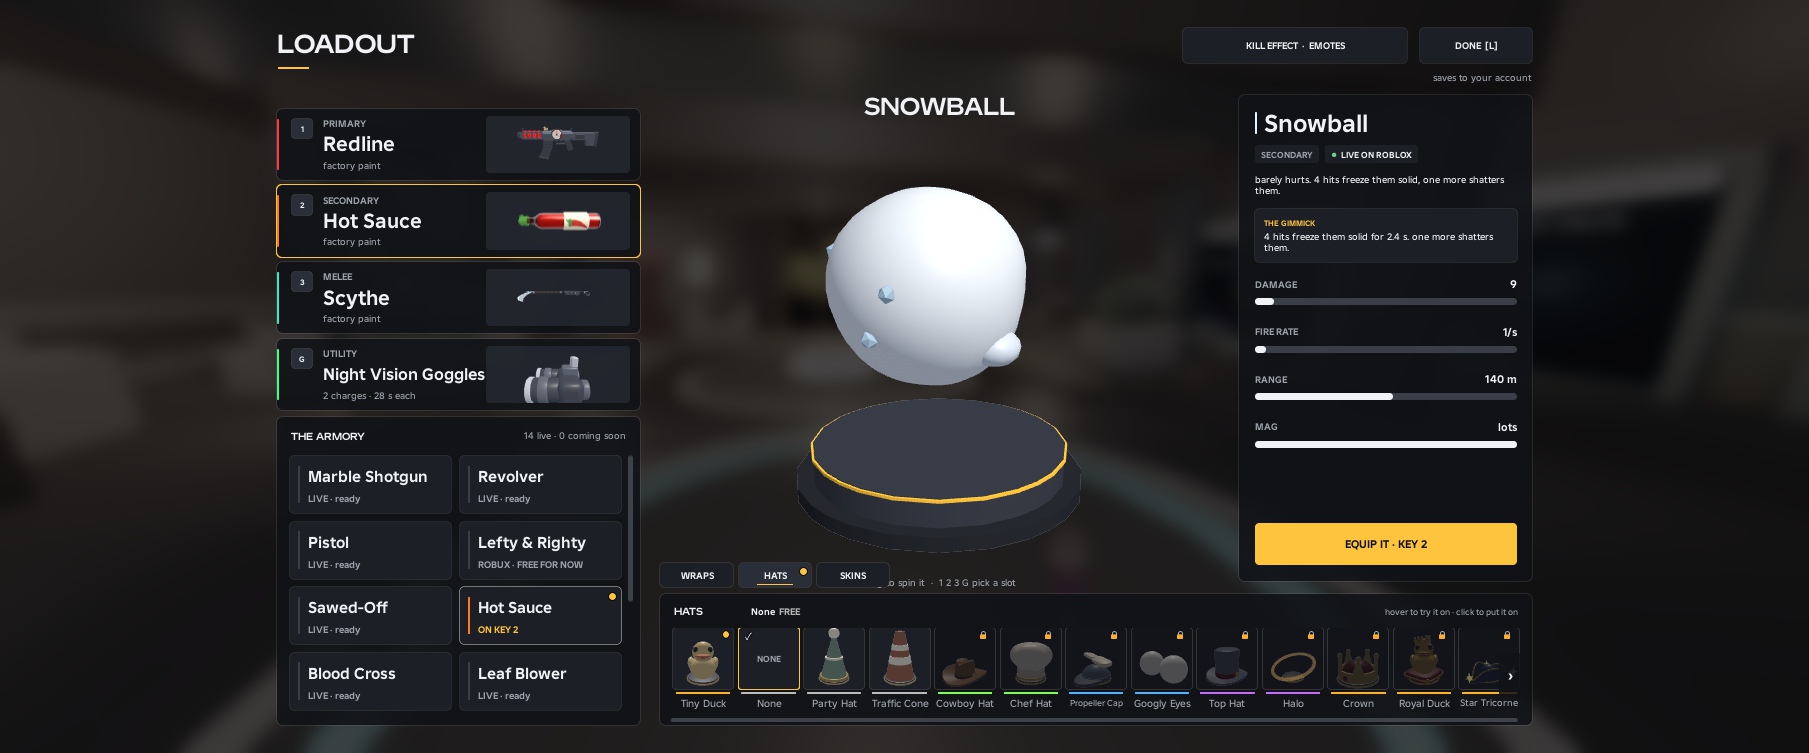 LOADOUT
KILL EFFECT · EMOTES
DONE [L]
saves to your account
1
PRIMARY
Redline
factory paint
2
SECONDARY
Hot Sauce
factory paint
3
MELEE
Scythe
factory paint
G
UTILITY
Night Vision Goggles
2 charges · 28 s each
THE ARMORY
14 live · 0 coming soon
Marble Shotgun
LIVE · ready
Revolver
LIVE · ready
Pistol
LIVE · ready
Lefty & Righty
ROBUX · FREE FOR NOW
Sawed-Off
LIVE · ready
Hot Sauce
ON KEY 2
Blood Cross
LIVE · ready
Leaf Blower
LIVE · ready
SNOWBALL
WRAPS
HATS
SKINS
to spin it · 1 2 3 G pick a slot
HATS
None FREE
hover to try it on · click to put it on
NONE
Tiny Duck
None
Party Hat
Traffic Cone
Cowboy Hat
Chef Hat
Propeller Cap
Googly Eyes
Top Hat
Halo
Crown
Royal Duck
Star Tricorne
Snowball
SECONDARY
LIVE ON ROBLOX
barely hurts. 4 hits freeze them solid, one more shatters
them.
THE GIMMICK
4 hits freeze them solid for 2.4 s. one more shatters
them.
DAMAGE
9
FIRE RATE
1/s
RANGE
140 m
MAG
lots
EQUIP IT · KEY 2